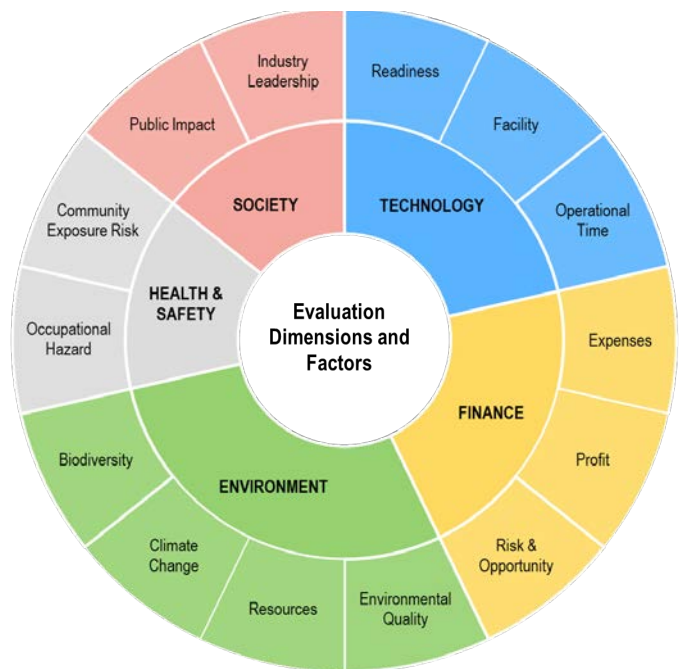 Evaluation
Dimensions and
Factors
TECHNOLOGY
Readiness
Facility
Operational
Time
FINANCE
Expenses
Profit
Risk &
Opportunity
ENVIRONMENT
Environmental
Quality
Resources
Climate
Change
Biodiversity
HEALTH &
SAFETY
Occupational
Hazard
Community
Exposure Risk
SOCIETY
Public Impact
Industry
Leadership